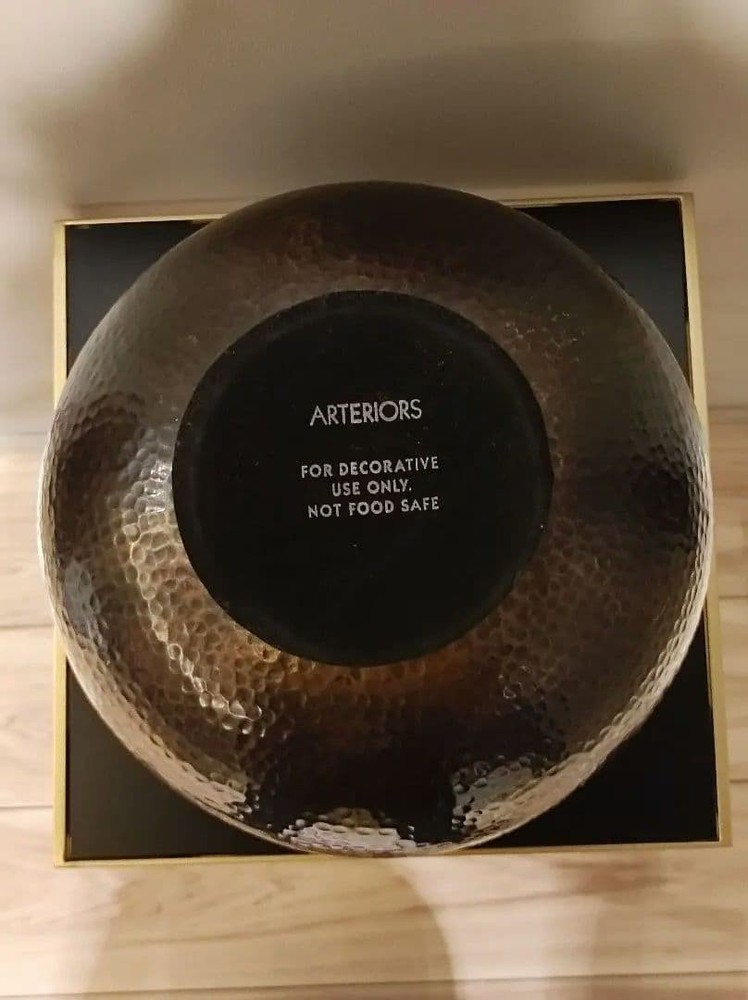 ARTERIORS
FOR DECORATIVE
USE ONLY.
NOT FOOD SAFE